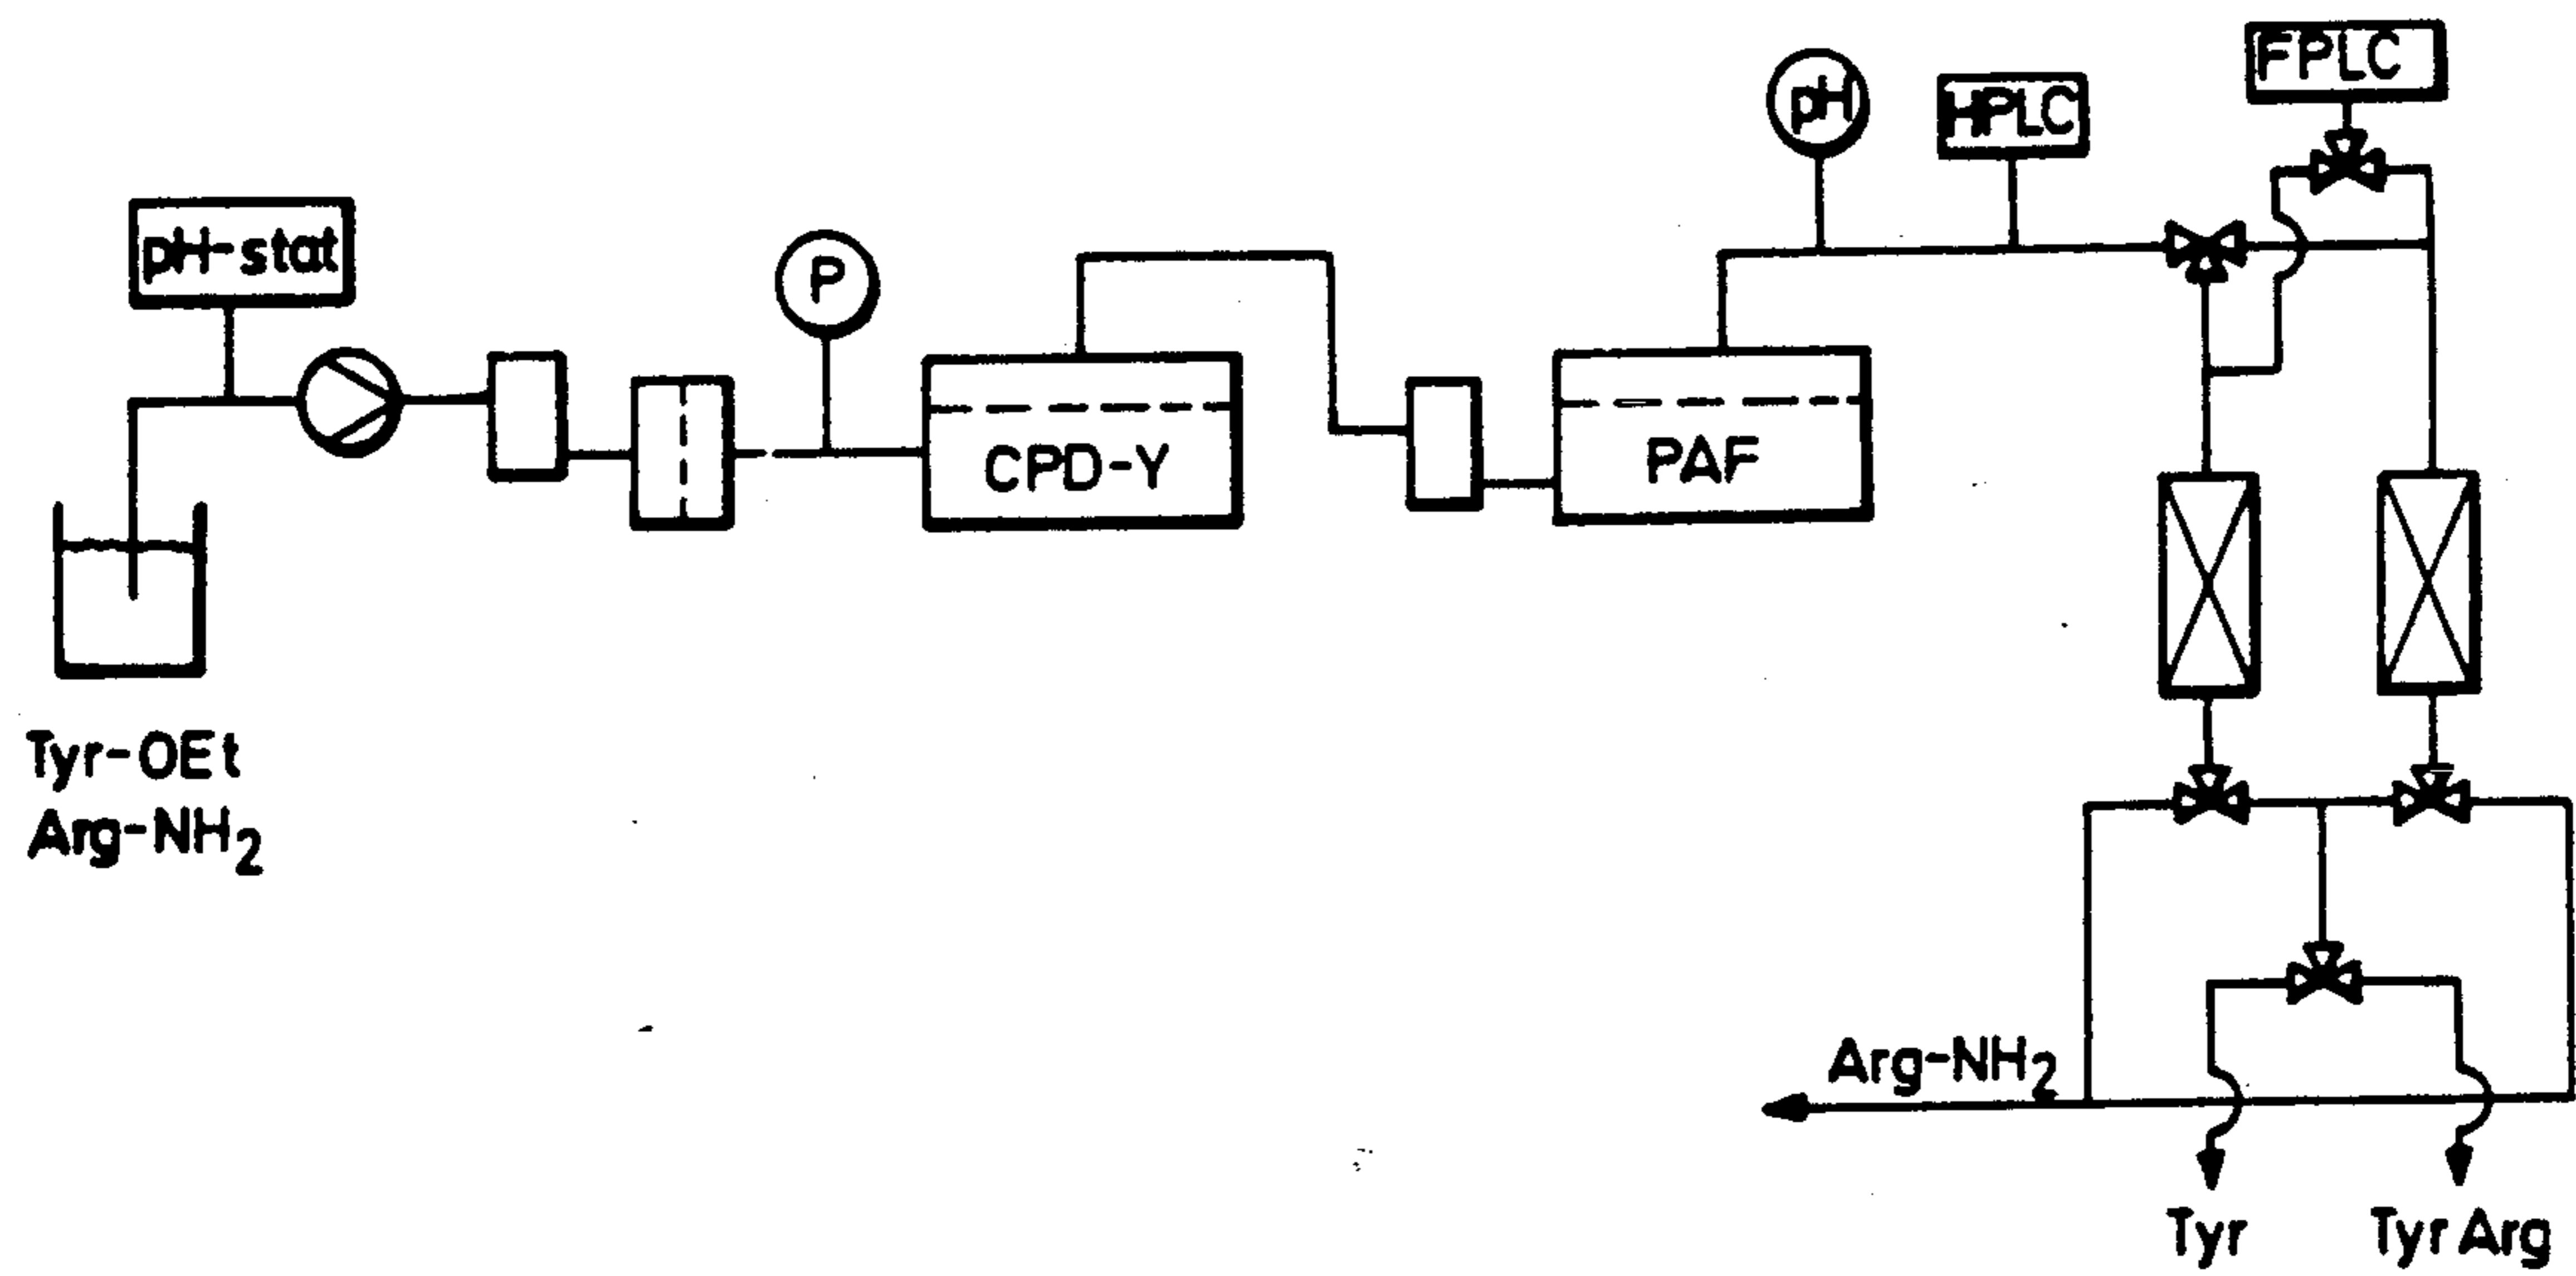 FPLC
pH
HPLC
pH-stat
P
CPD-Y
PAF
Tyr-OEt
Arg-NH2
Arg-NH2
Tyr
Tyr Arg